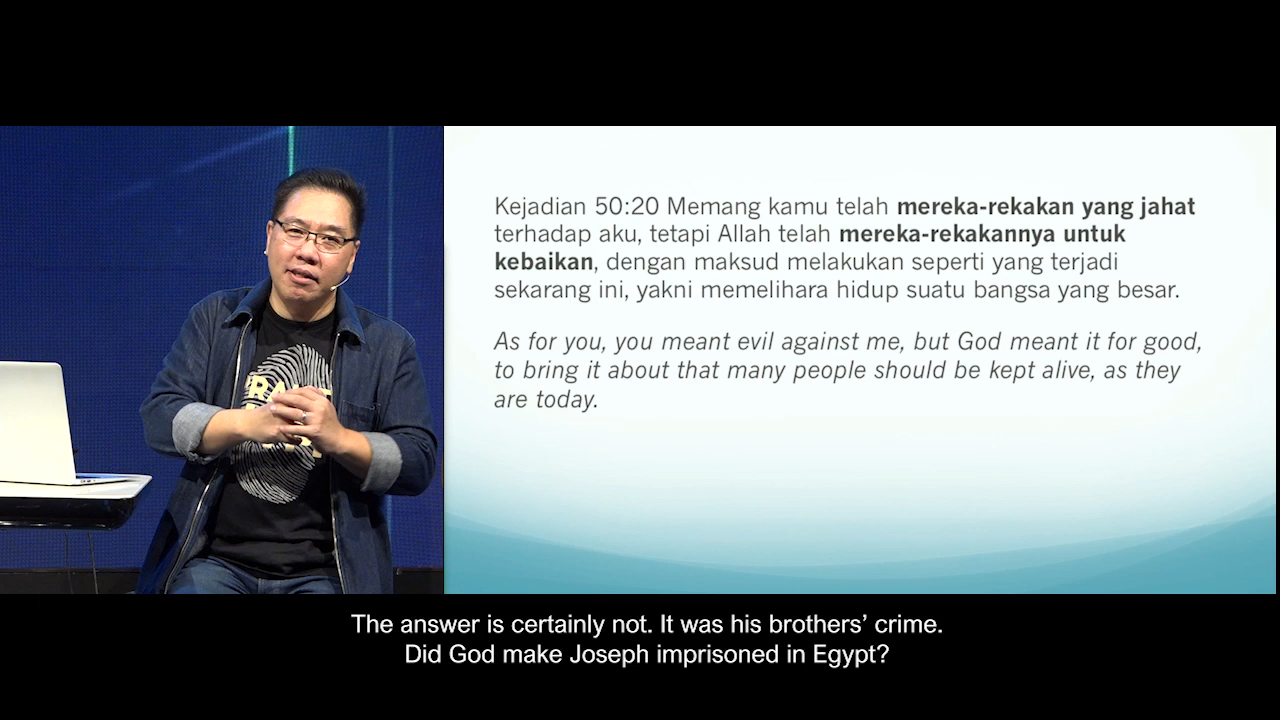 Kejadian 50:20 Memang kamu telah mereka-rekakan yang jahat
terhadap aku, tetapi Allah telah mereka-rekakannya untuk
kebaikan, dengan maksud melakukan seperti yang terjadi
sekarang ini, yakni memelihara hidup suatu bangsa yang besar.
As for you, you meant evil against me, but God meant it for good,
to bring it about that many people should be kept alive, as they
are today.
The answer is certainly not. It was his brothers’ crime.
Did God make Joseph imprisoned in Egypt?